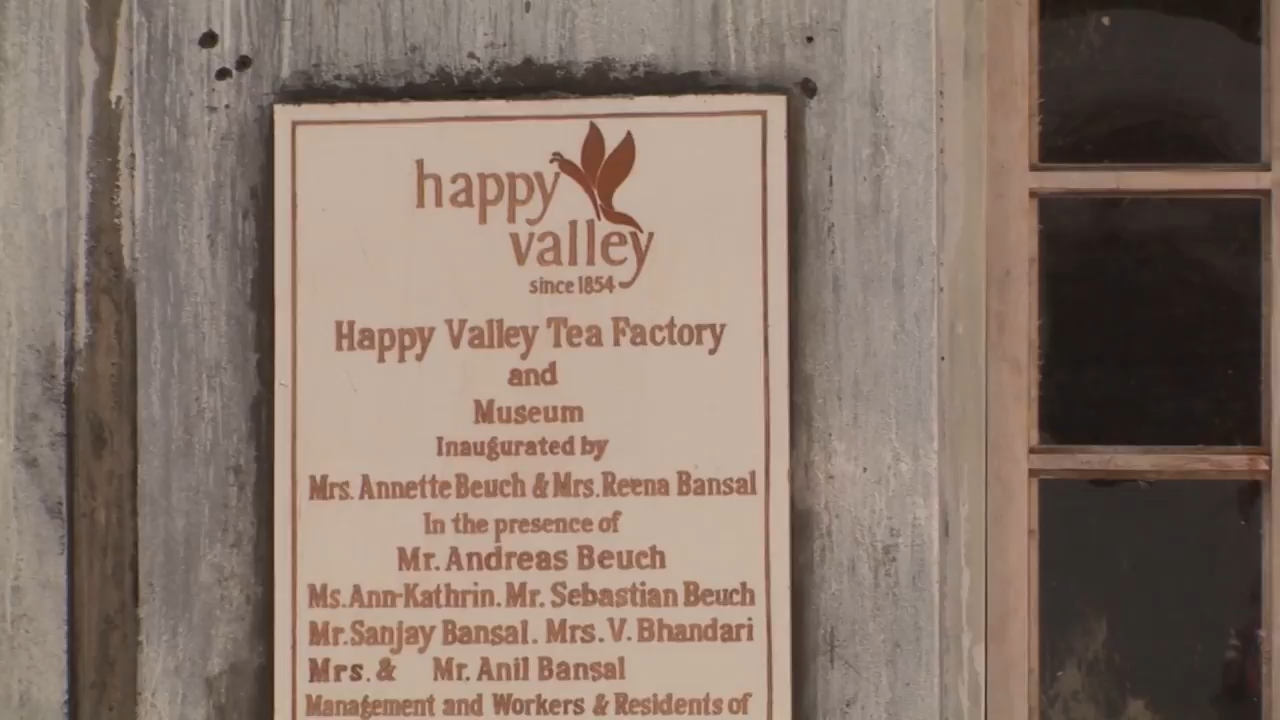 happy
valley
since 1854
Happy Valley Tea Factory
and
Museum
Inaugurated by
Mrs. Annette Beuch & Mrs. Reena Bansal
In the presence of
Mr. Andreas Beuch
Ms. Ann-Kathrin. Mr. Sebastian Beuch
Mr. Sanjay Bansal. Mrs. V. Bhandari
Mrs. & Mr. Anil Bansal
Management and Workers & Residents of